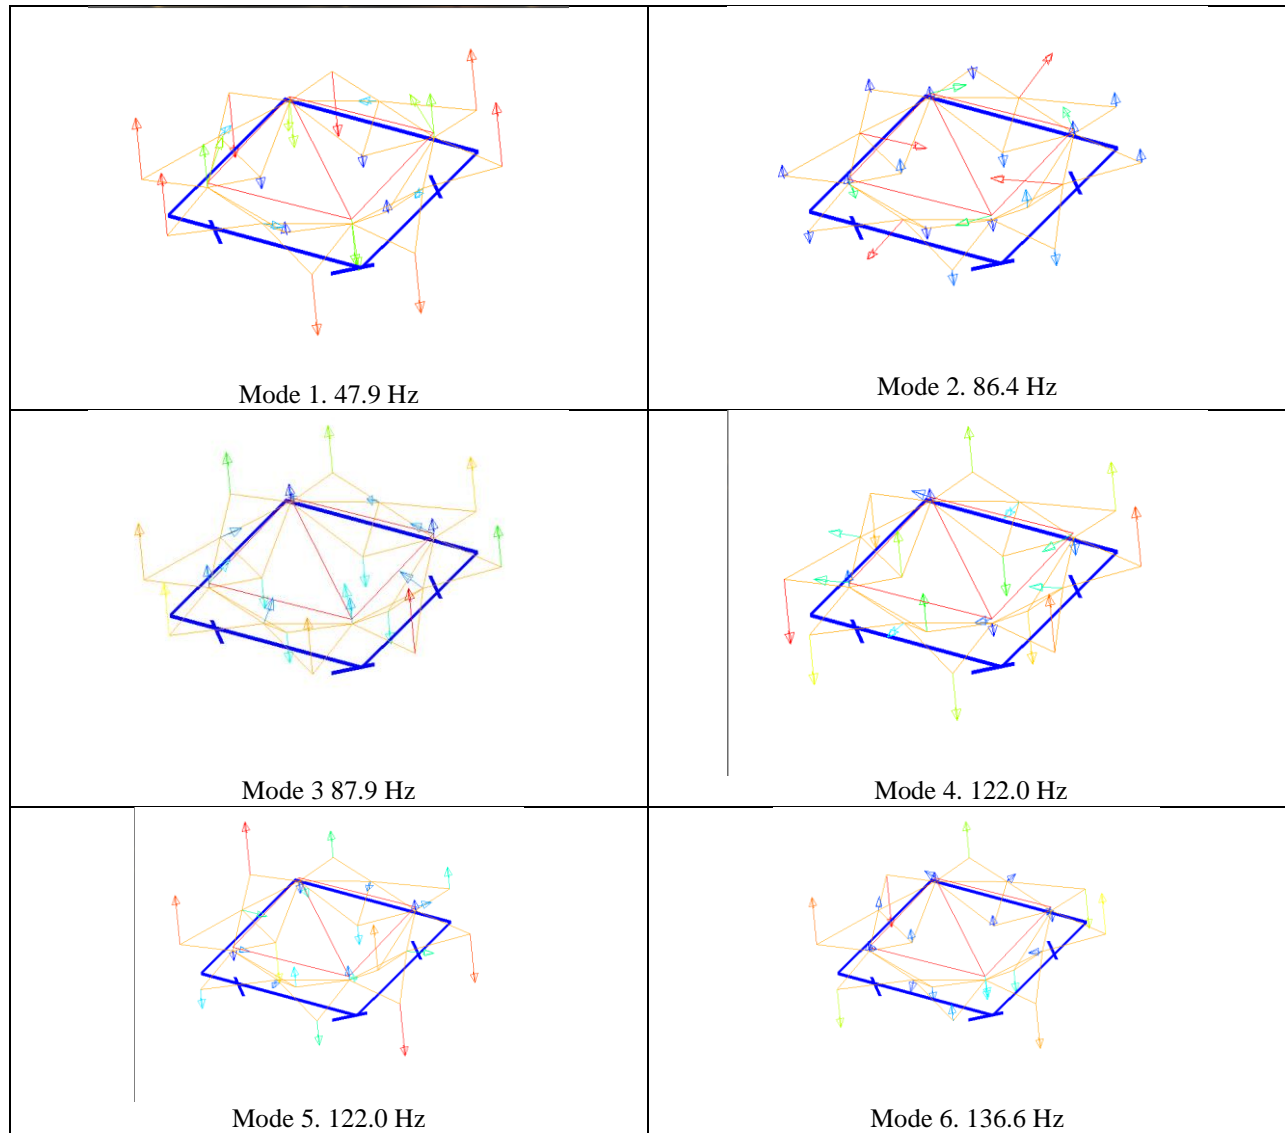 Mode 1. 47.9 Hz
Mode 2. 86.4 Hz
Mode 3 87.9 Hz
Mode 4. 122.0 Hz
Mode 5. 122.0 Hz
Mode 6. 136.6 Hz